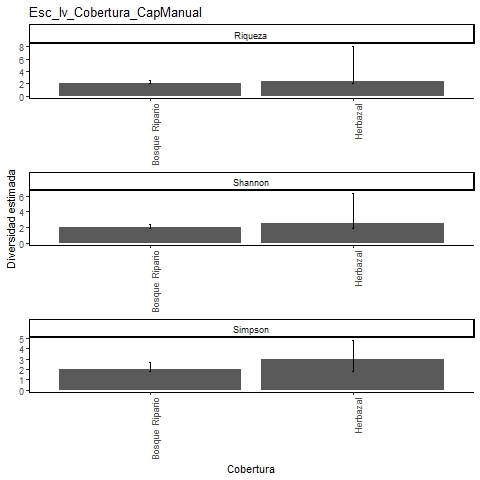 Esc_lv_Cobertura_CapManual
Riqueza
8
6
4
2
0
Bosque Ripario
Herbazal
Shannon
6
4
2
0
Bosque Ripario
Herbazal
Simpson
5
4
3
2
1
0
Bosque Ripario
Herbazal
Diversidad estimada
Cobertura